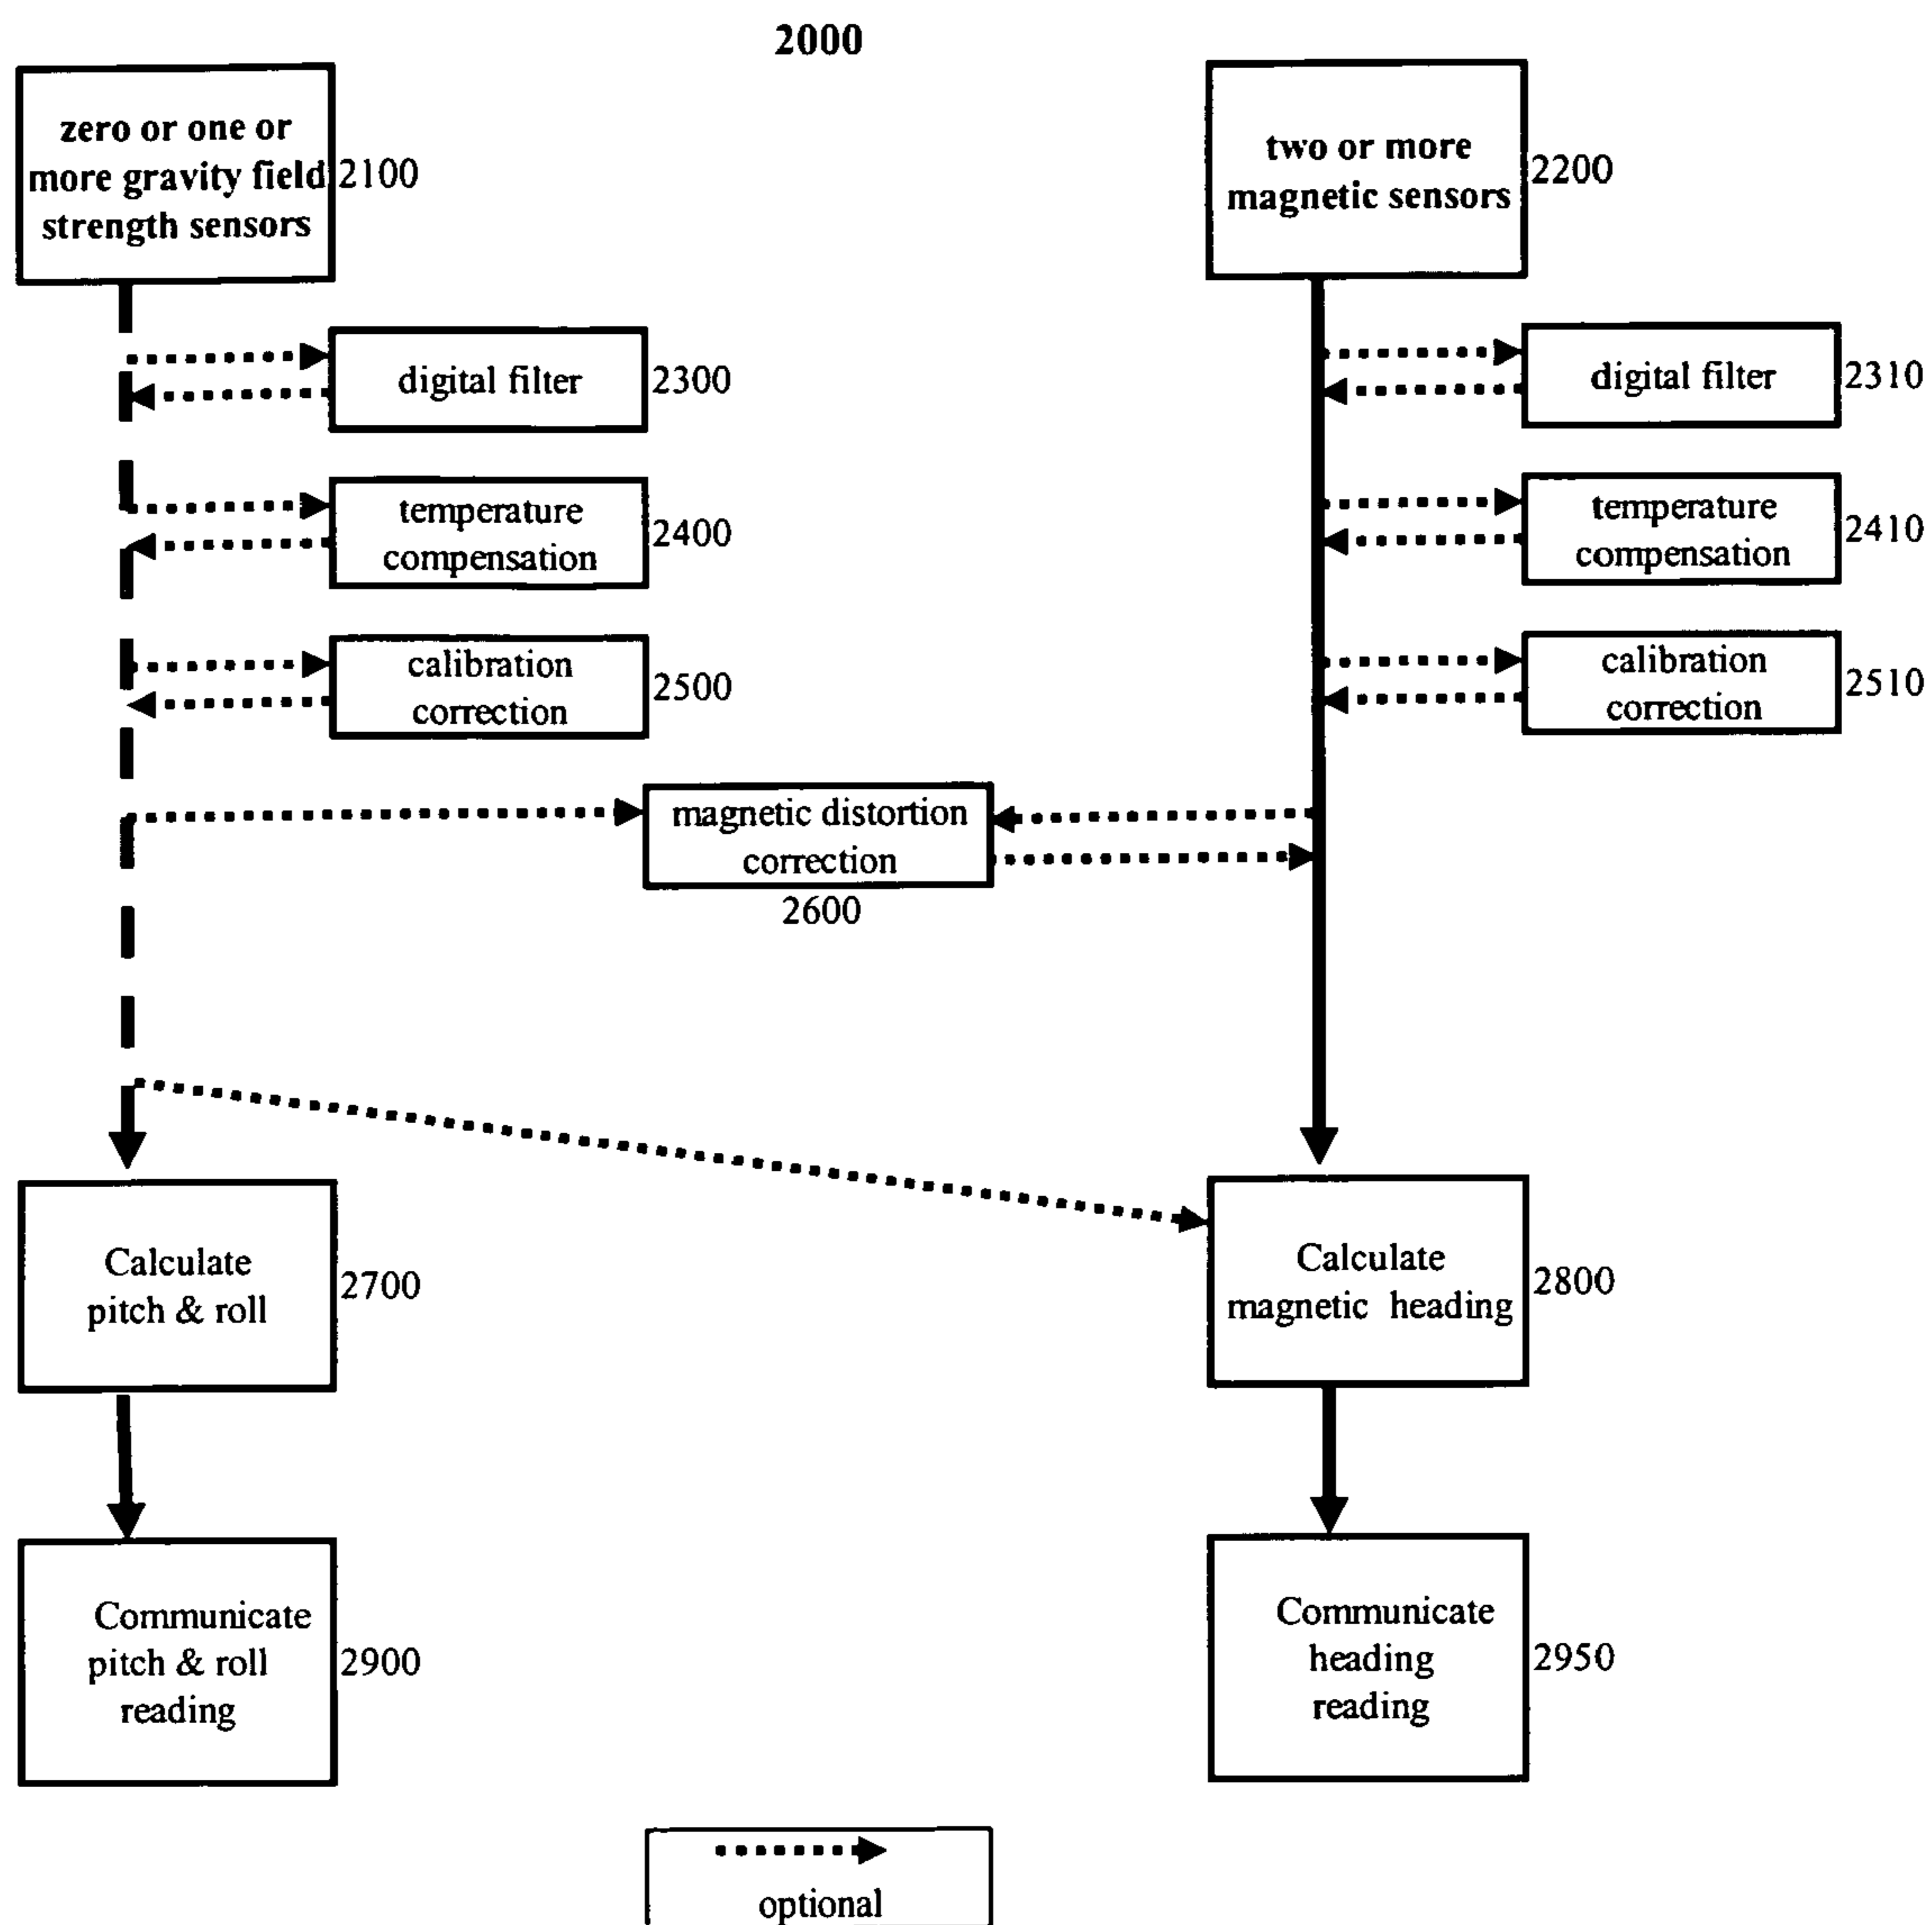 2000
zero or one or
more gravity field
strength sensors
2100
two or more
magnetic sensors
2200
digital filter
2300
digital filter
2310
temperature
compensation
2400
temperature
compensation
2410
calibration
correction
2500
calibration
correction
2510
magnetic distortion
correction
2600
Calculate
pitch & roll
2700
Calculate
magnetic heading
2800
Communicate
pitch & roll
reading
2900
Communicate
heading
reading
2950
optional